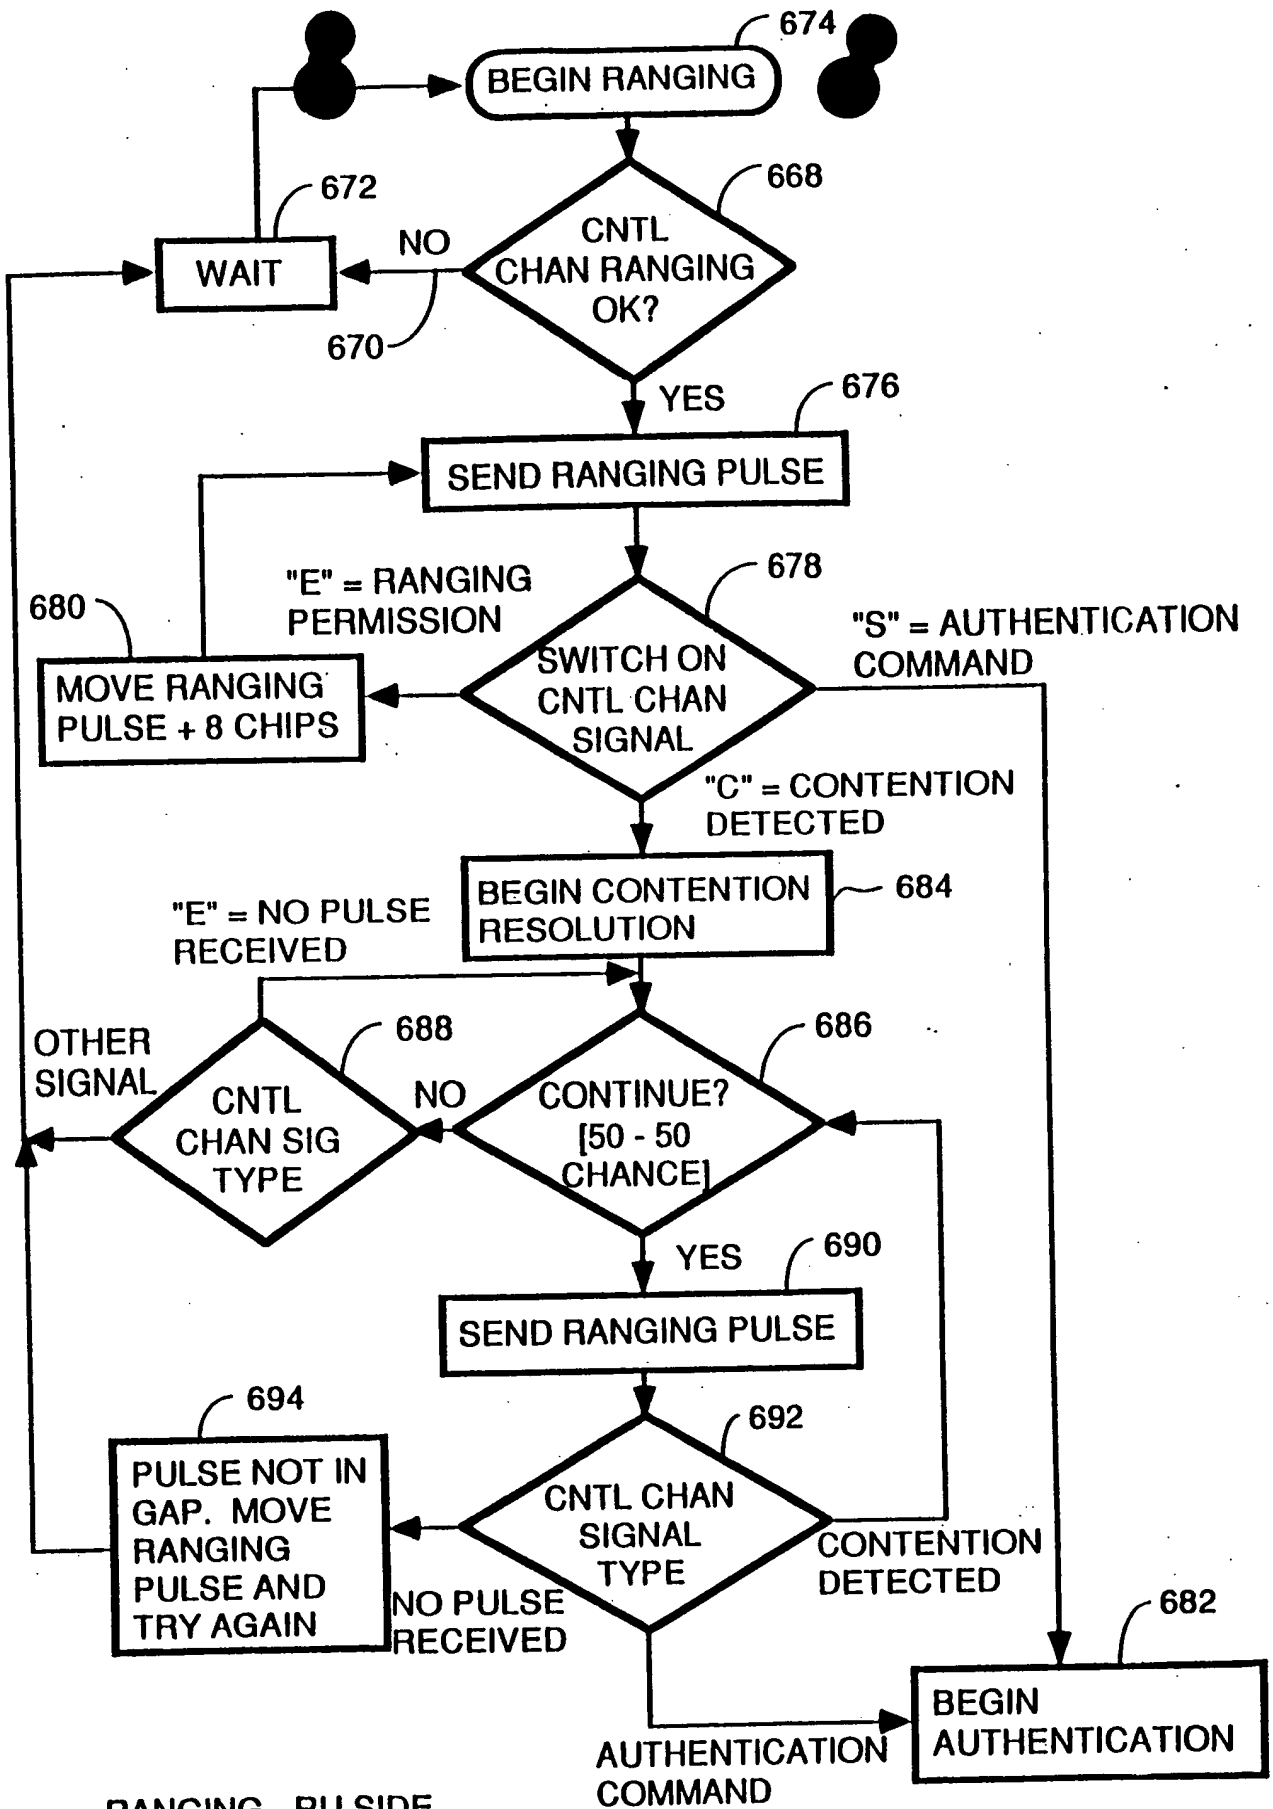 674
BEGIN RANGING
668
672
NO
CNTL
CHAN RANGING
OK?
WAIT
670
YES
676
SEND RANGING PULSE
678
"E" = RANGING
PERMISSION
680
"S" = AUTHENTICATION
COMMAND
SWITCH ON
CNTL CHAN
SIGNAL
MOVE RANGING
PULSE + 8 CHIPS
"C" = CONTENTION
DETECTED
BEGIN CONTENTION
RESOLUTION
684
"E" = NO PULSE
RECEIVED
OTHER
SIGNAL
688
686
CNTL
CHAN SIG
TYPE
NO
CONTINUE?
[50 - 50
CHANCE]
YES
690
SEND RANGING PULSE
694
692
PULSE NOT IN
GAP. MOVE
RANGING
PULSE AND
TRY AGAIN
CNTL CHAN
SIGNAL
TYPE
CONTENTION
DETECTED
NO PULSE
RECEIVED
682
BEGIN
AUTHENTICATION
AUTHENTICATION
COMMAND
RANGING - RU SIDE